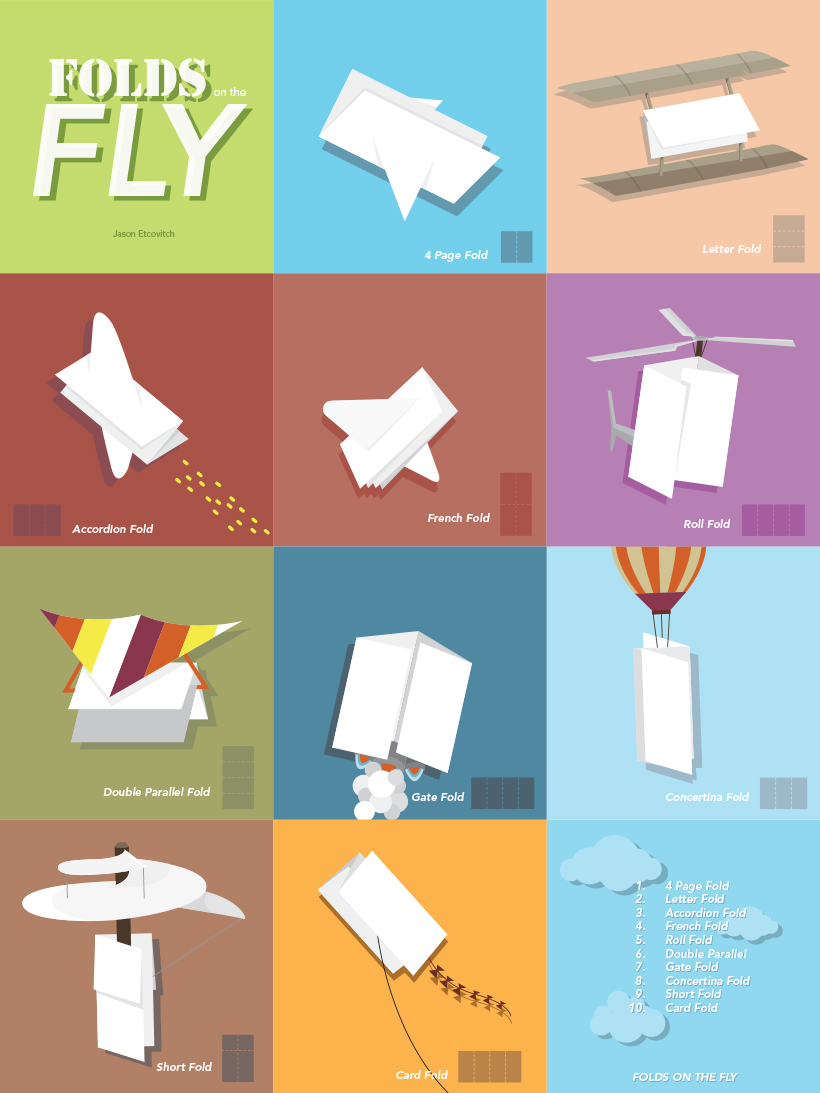 FOLDS on the
FLY
Jason Etcovitch
4 Page Fold
Letter Fold
Accordion Fold
French Fold
Roll Fold
Double Parallel Fold
Gate Fold
Concertina Fold
Short Fold
Card Fold
1. 4 Page Fold
2. Letter Fold
3. Accordion Fold
4. French Fold
5. Roll Fold
6. Double Parallel
7. Gate Fold
8. Concertina Fold
9. Short Fold
10. Card Fold
FOLDS ON THE FLY